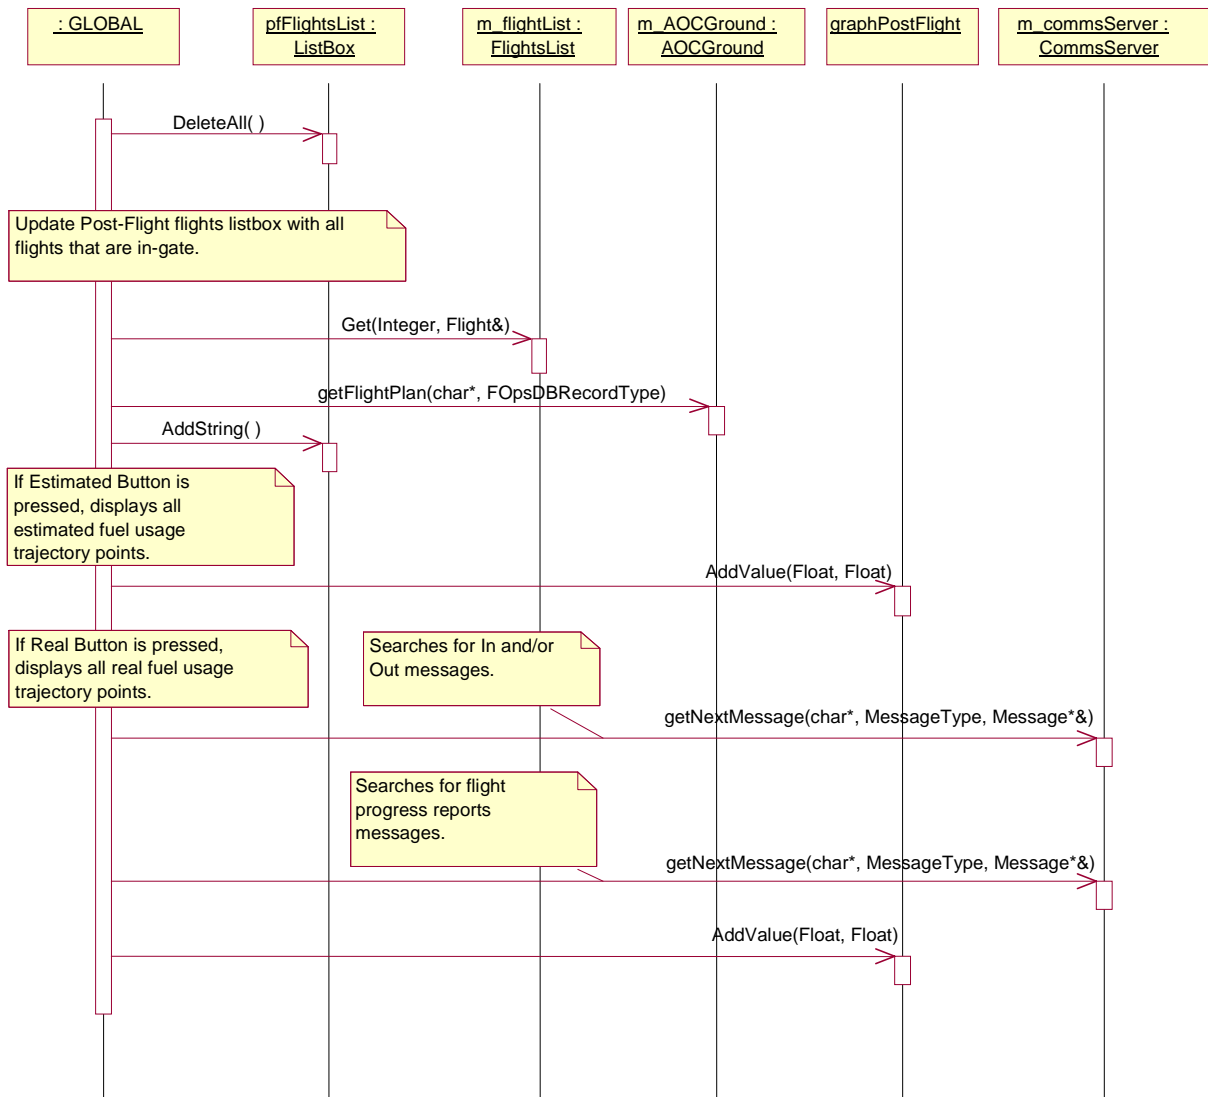 : GLOBAL
pfFlightsList :
ListBox
m_flightList :
FlightsList
m_AOCGround :
AOCGround
graphPostFlight
m_commsServer :
CommsServer
DeleteAll( )
Update Post-Flight flights listbox with all
flights that are in-gate.
Get(Integer, Flight&)
getFlightPlan(char*, FOpsDBRecordType)
AddString( )
If Estimated Button is
pressed, displays all
estimated fuel usage
trajectory points.
AddValue(Float, Float)
If Real Button is pressed,
displays all real fuel usage
trajectory points.
Searches for In and/or
Out messages.
getNextMessage(char*, MessageType, Message*&)
Searches for flight
progress reports
messages.
getNextMessage(char*, MessageType, Message*&)
AddValue(Float, Float)